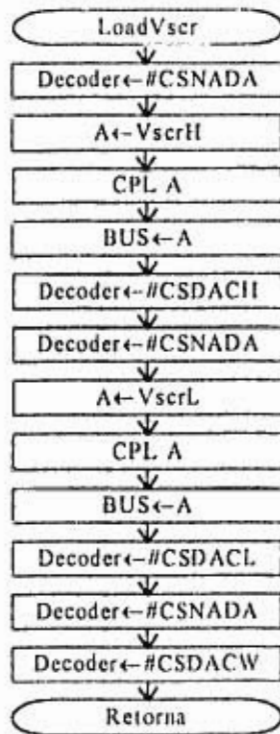 LoadVscr
Decoder←#CSNADA
A←VscrH
CPL A
BUS←A
Decoder←#CSDACH
Decoder←#CSNADA
A←VscrL
CPL A
BUS←A
Decoder←#CSDACL
Decoder←#CSNADA
Decoder←#CSDACW
Retorna